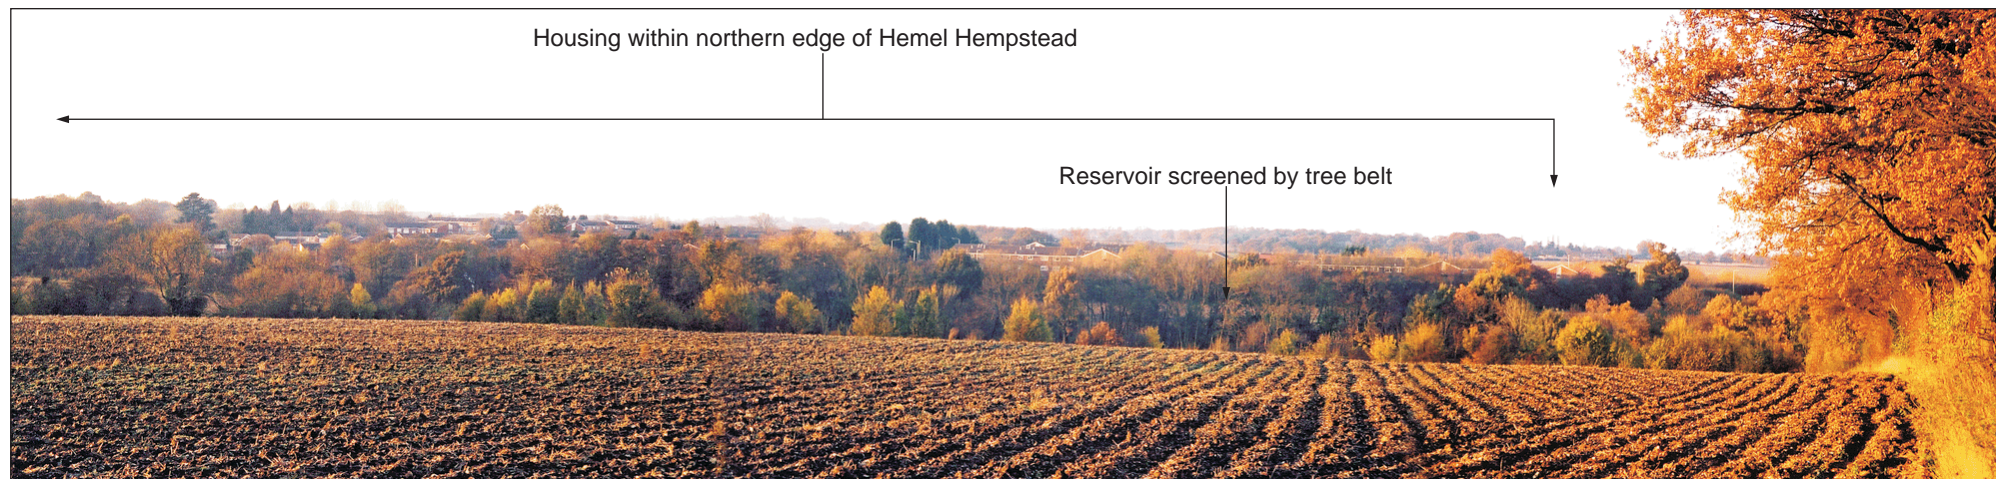 Housing within northern edge of Hemel Hempstead
Reservoir screened by tree belt